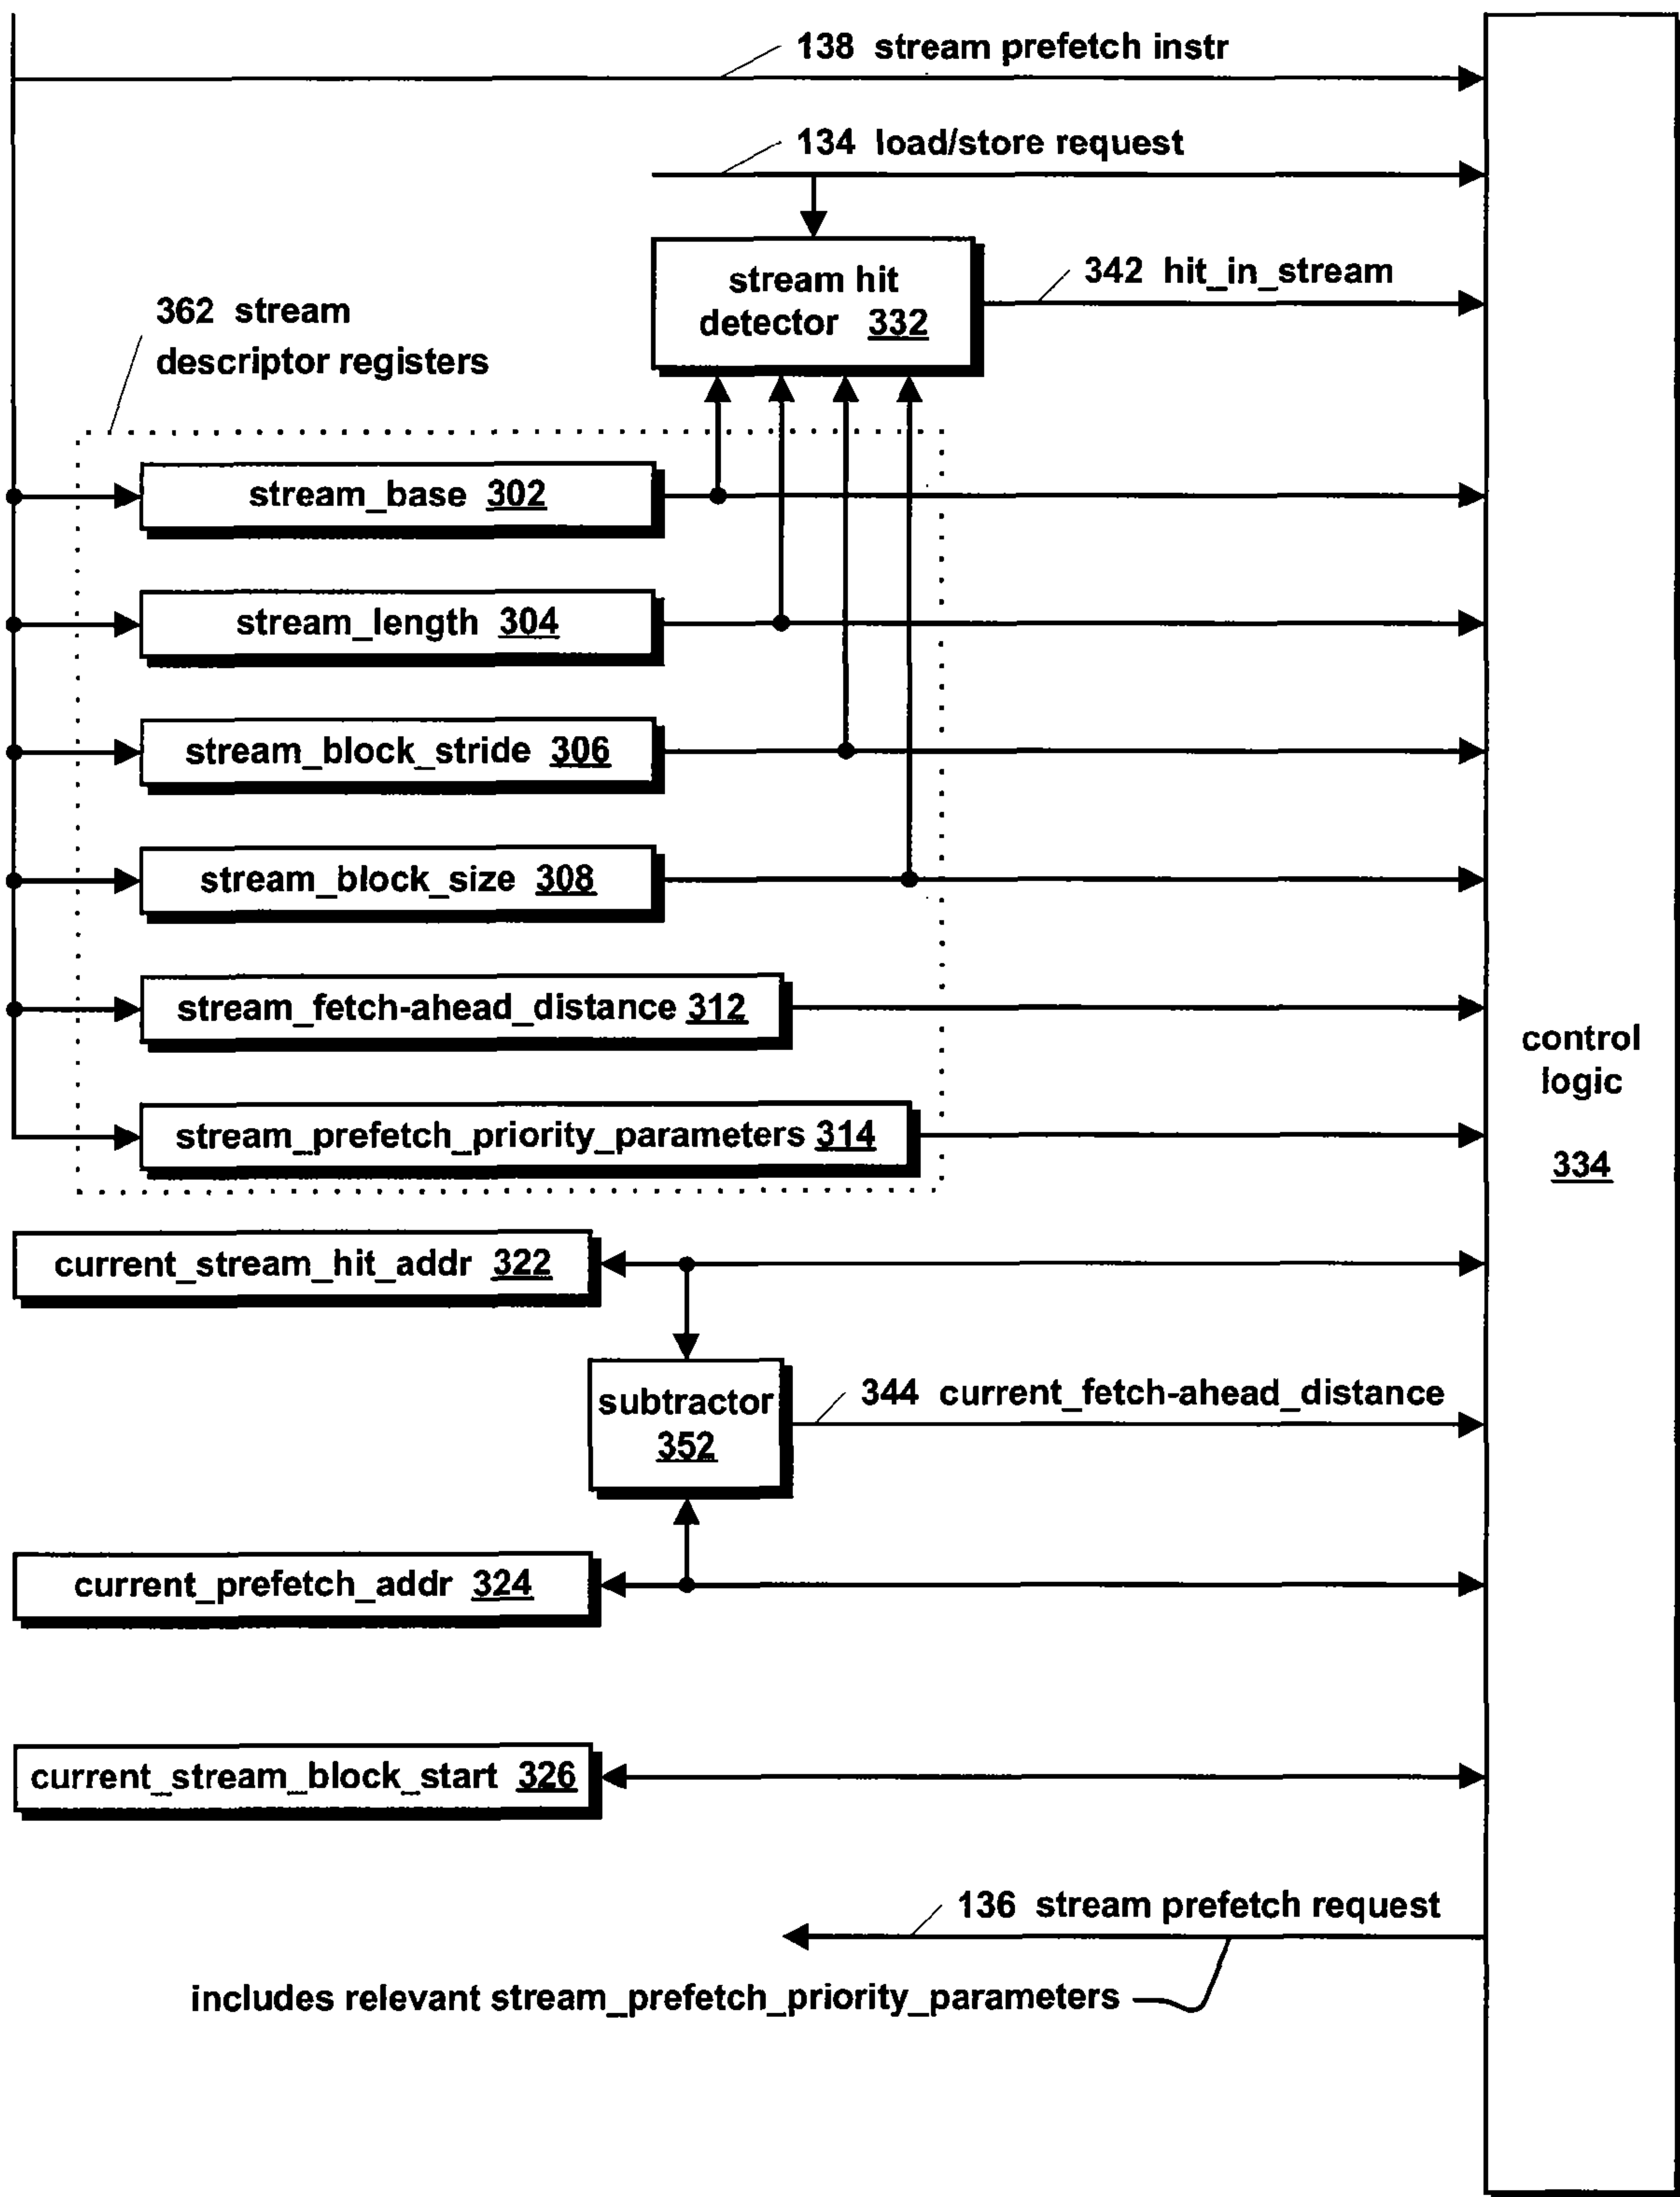 138 stream prefetch instr
134 load/store request
stream hit
detector 332
342 hit_in_stream
362 stream
descriptor registers
stream_base 302
stream_length 304
stream_block_stride 306
stream_block_size 308
stream_fetch-ahead_distance 312
control
logic
334
stream_prefetch_priority_parameters 314
current_stream_hit_addr 322
subtractor
352
344 current_fetch-ahead_distance
current_prefetch_addr 324
current_stream_block_start 326
136 stream prefetch request
includes relevant stream_prefetch_priority_parameters